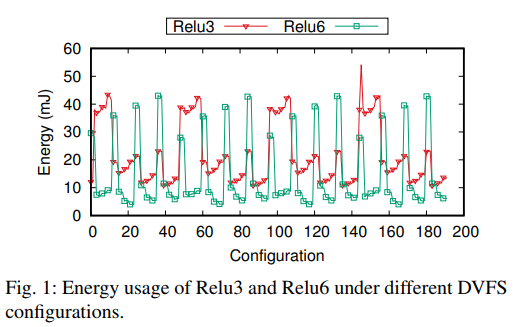 Relu3 Relu6
60
50
40
30
20
10
0
Energy (mJ)
0 20 40 60 80 100 120 140 160 180 200
Configuration
Fig. 1: Energy usage of Relu3 and Relu6 under different DVFS
configurations.